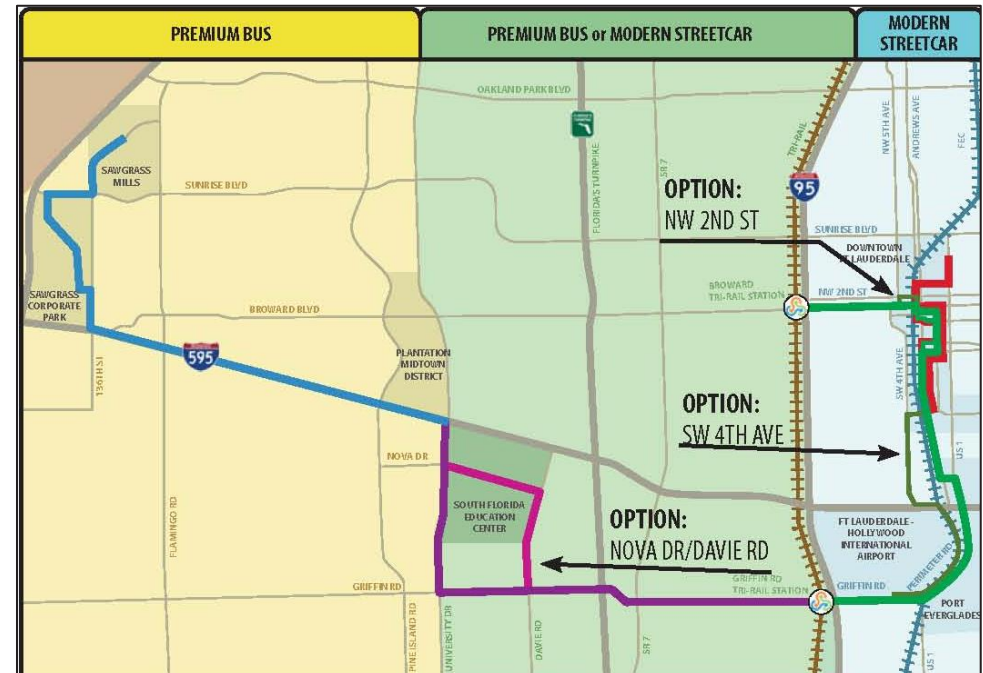 PREMIUM BUS
PREMIUM BUS or MODERN STREETCAR
MODERN
STREETCAR
OAKLAND PARK BLVD
FLORIDA'S TURNPIKE
SR 7
TRI-RAIL
95
NW 5TH AVE
ANDREWS AVE
FEC
SAWGRASS
MILLS
SUNRISE BLVD
OPTION:
NW 2ND ST
SUNRISE BLVD
DOWNTOWN
FT LAUDERDALE
SAWGRASS
CORPORATE
PARK
BROWARD BLVD
BROWARD
TRI-RAIL STATION
NW 2ND ST
595
136TH ST
PLANTATION
MIDTOWN
DISTRICT
SW 4TH AVE
OPTION:
SW 4TH AVE
US 1
NOVA DR
SOUTH FLORIDA
EDUCATION
CENTER
FLAMINGO RD
OPTION:
NOVA DR/DAVIE RD
FT LAUDERDALE -
HOLLYWOOD
INTERNATIONAL
AIRPORT
PERIMETER RD
GRIFFIN RD
GRIFFIN RD
TRI-RAIL STATION
GRIFFIN RD
PORT
EVERGLADES
PINE ISLAND RD
UNIVERSITY DR
DAVIE RD
SR 7
US 1